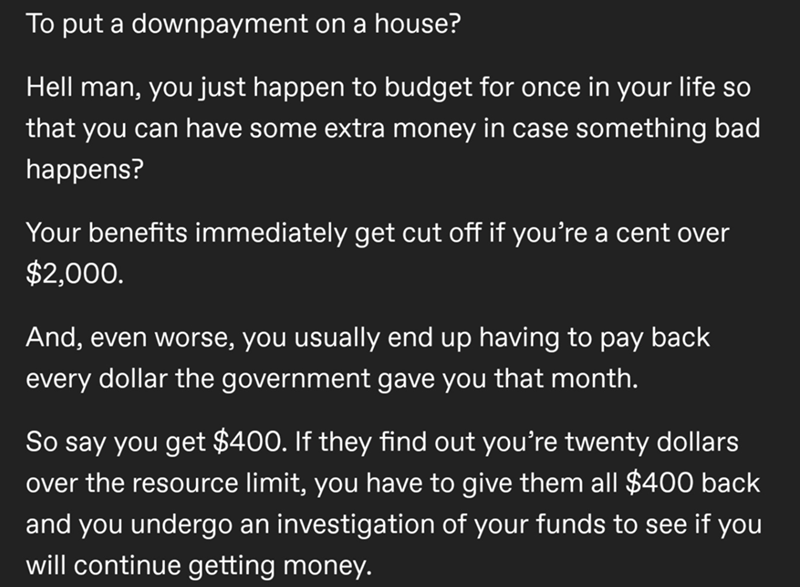 To put a downpayment on a house?
Hell man, you just happen to budget for once in your life so
that you can have some extra money in case something bad
happens?
Your benefits immediately get cut off if you’re a cent over
$2,000.
And, even worse, you usually end up having to pay back
every dollar the government gave you that month.
So say you get $400. If they find out you’re twenty dollars
over the resource limit, you have to give them all $400 back
and you undergo an investigation of your funds to see if you
will continue getting money.